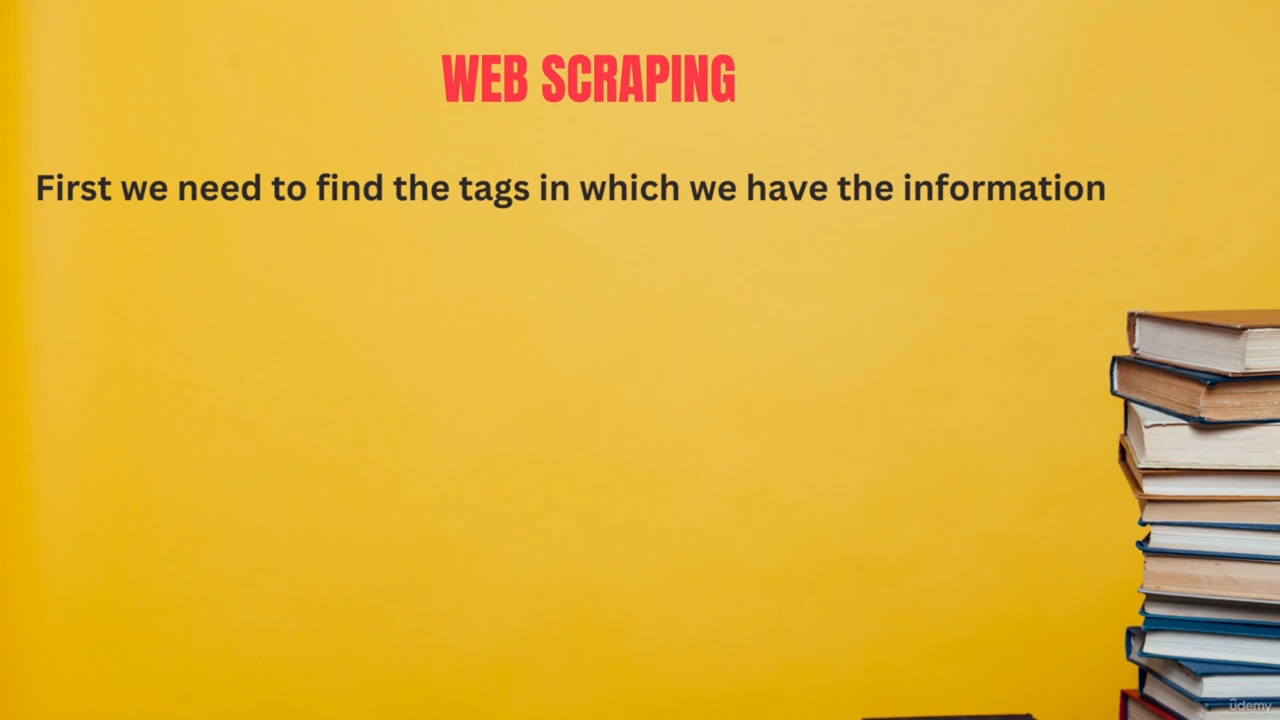 WEB SCRAPING
First we need to find the tags in which we have the information
udemy